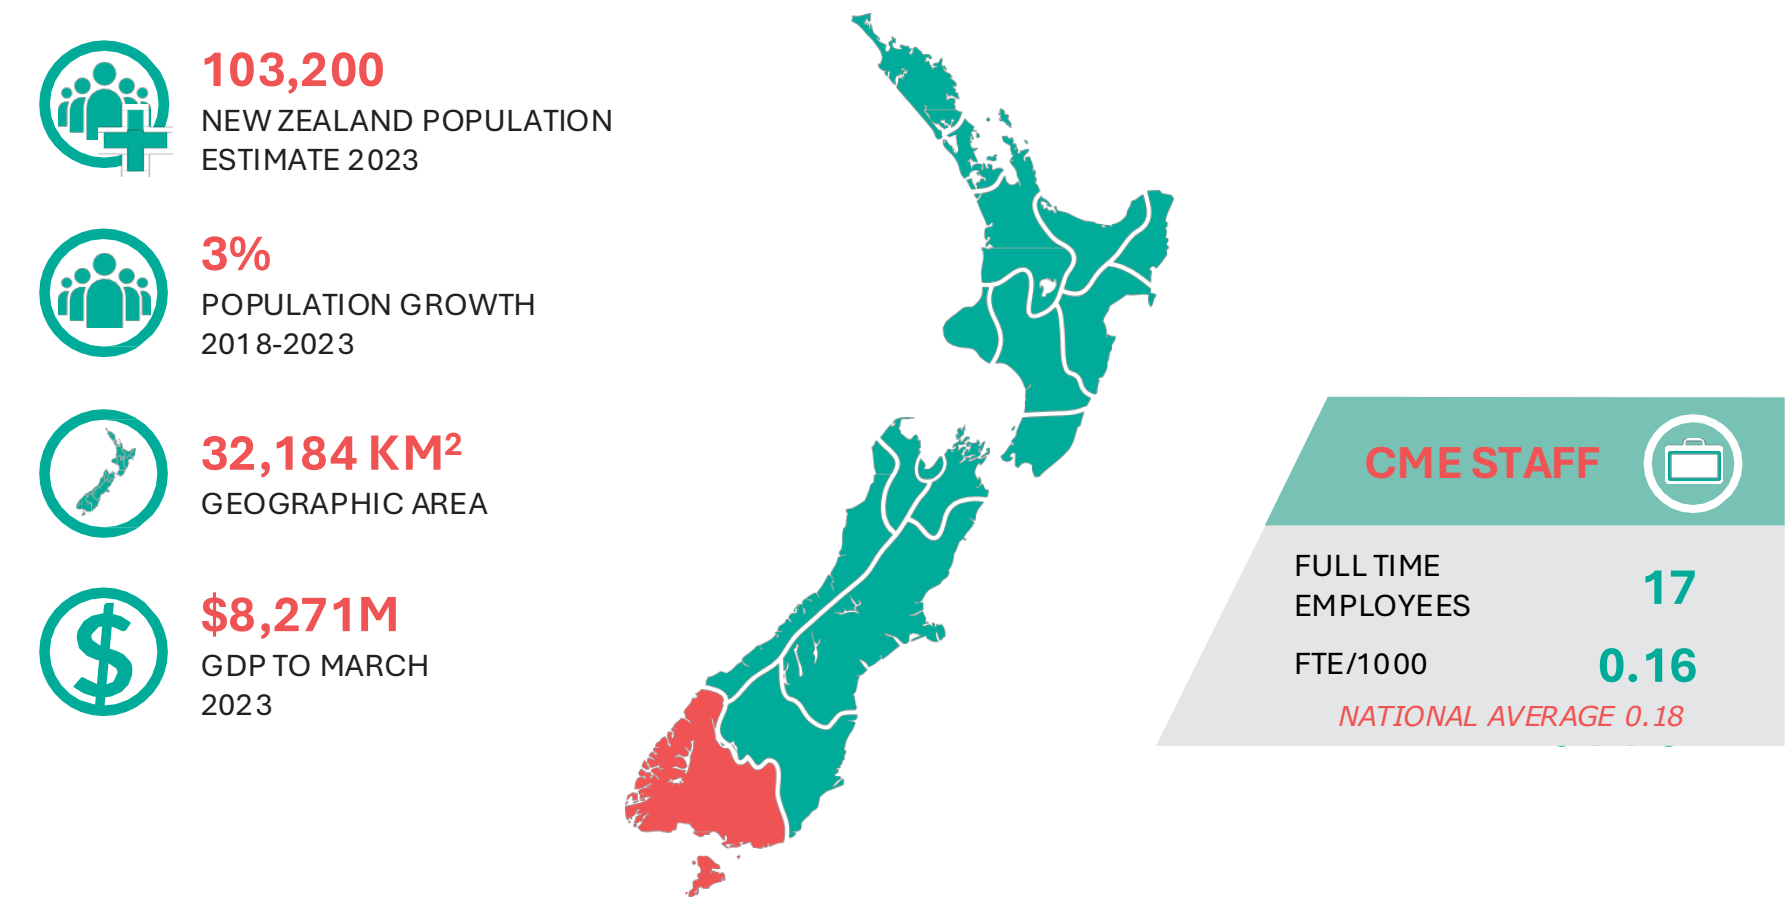 103,200
NEW ZEALAND POPULATION
ESTIMATE 2023
3%
POPULATION GROWTH
2018-2023
32,184 KM²
GEOGRAPHIC AREA
$8,271M
GDP TO MARCH
2023
CME STAFF
FULL TIME
EMPLOYEES
17
FTE/1000
0.16
NATIONAL AVERAGE 0.18